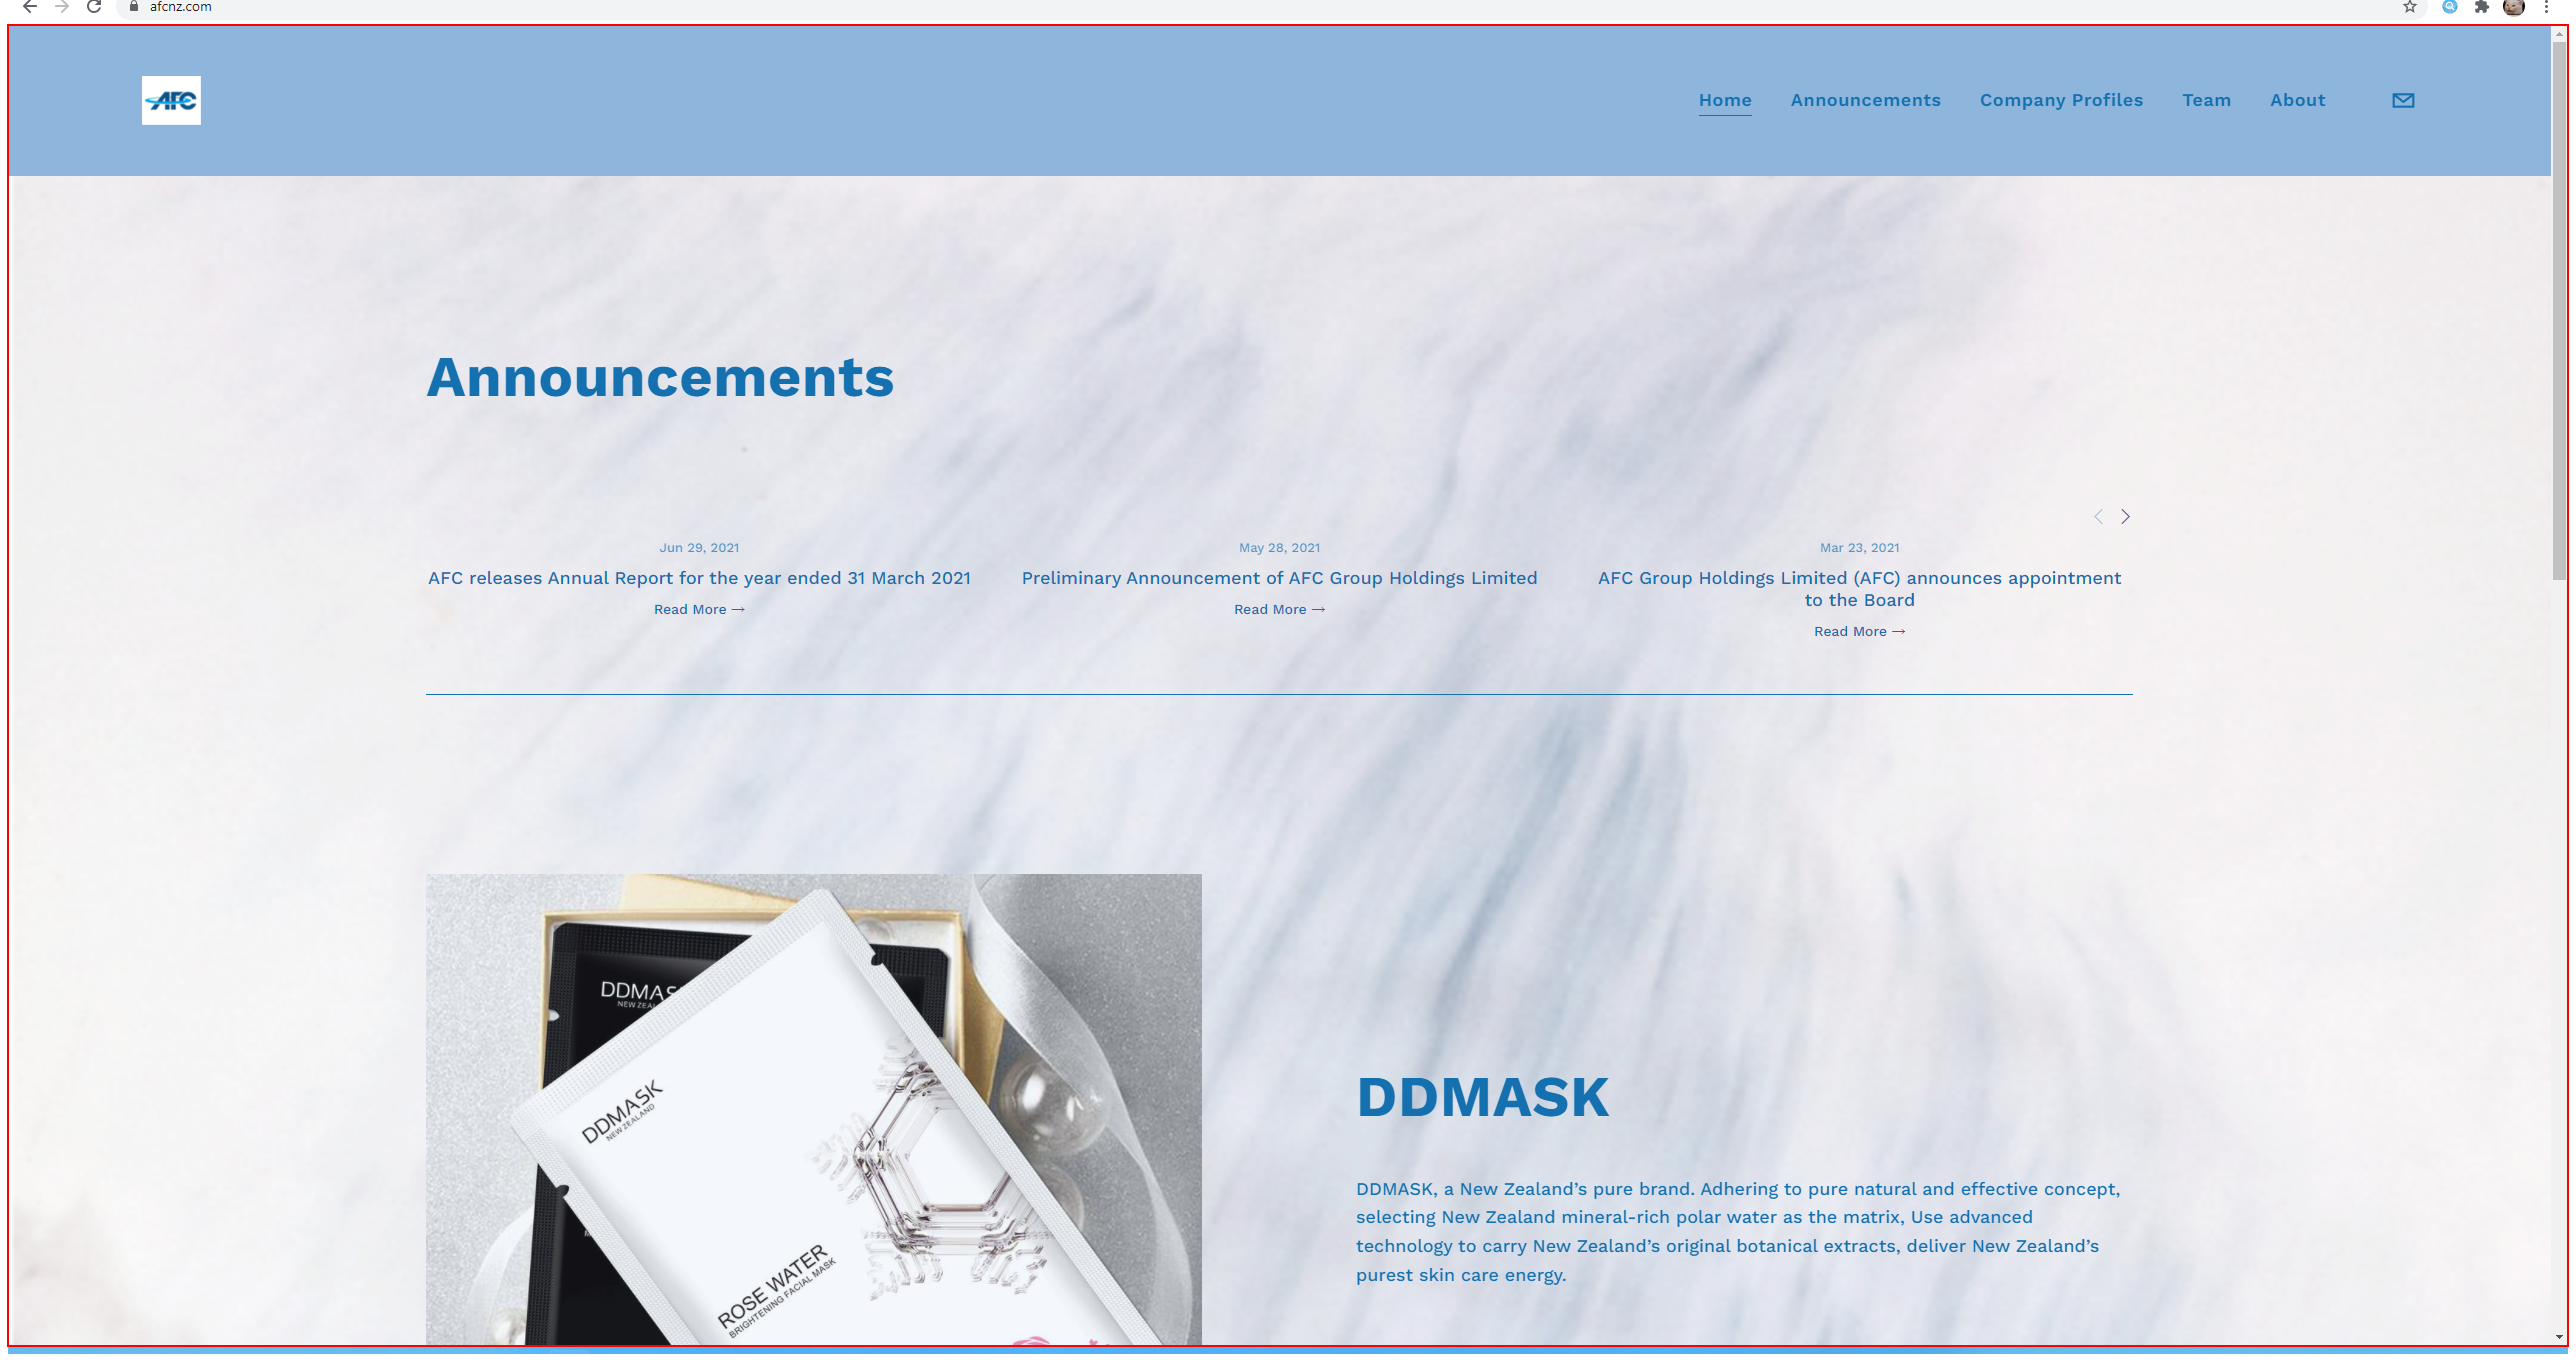 afcnz.com
AFC
Home Announcements Company Profiles Team About
Announcements
Jun 29, 2021
AFC releases Annual Report for the year ended 31 March 2021
Read More →
May 28, 2021
Preliminary Announcement of AFC Group Holdings Limited
Read More →
Mar 23, 2021
AFC Group Holdings Limited (AFC) announces appointment
to the Board
Read More →
DDMAS
NEW ZEAL
DDMASK
NEW ZEALAND
ROSE WATER
BRIGHTENING FACIAL MASK
DDMASK
DDMASK, a New Zealand’s pure brand. Adhering to pure natural and effective concept,
selecting New Zealand mineral-rich polar water as the matrix, Use advanced
technology to carry New Zealand’s original botanical extracts, deliver New Zealand’s
purest skin care energy.